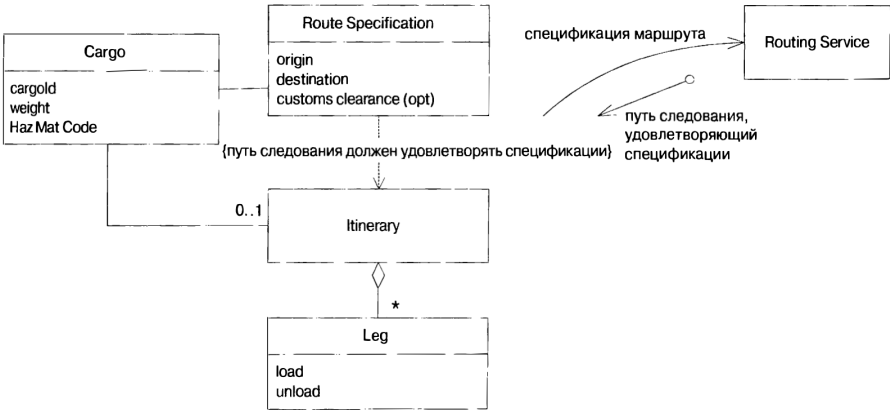 Route Specification
origin
destination
customs clearance (opt)
Cargo
cargoId
weight
Haz Mat Code
спецификация маршрута
Routing Service
путь следования,
удовлетворяющий
спецификации
{путь следования должен удовлетворять спецификации}
0..1
Itinerary
*
Leg
load
unload